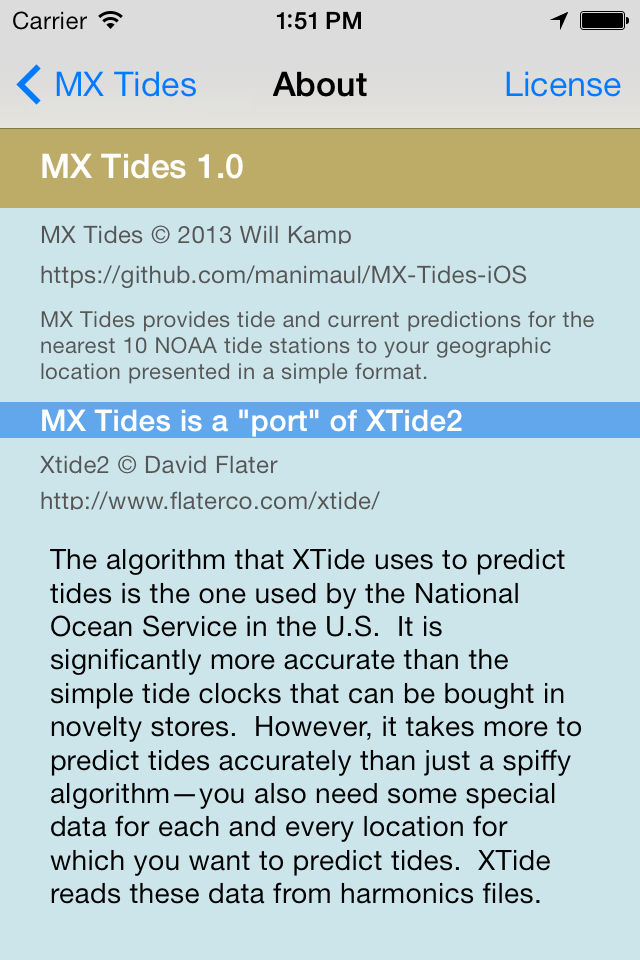 Carrier 1:51 PM
MX Tides About License
MX Tides 1.0
MX Tides © 2013 Will Kamp
https://github.com/manimaul/MX-Tides-iOS
MX Tides provides tide and current predictions for the
nearest 10 NOAA tide stations to your geographic
location presented in a simple format.
MX Tides is a "port" of XTide2
Xtide2 © David Flater
http://www.flaterco.com/xtide/
The algorithm that XTide uses to predict
tides is the one used by the National
Ocean Service in the U.S.  It is
significantly more accurate than the
simple tide clocks that can be bought in
novelty stores.  However, it takes more to
predict tides accurately than just a spiffy
algorithm—you also need some special
data for each and every location for
which you want to predict tides.  XTide
reads these data from harmonics files.